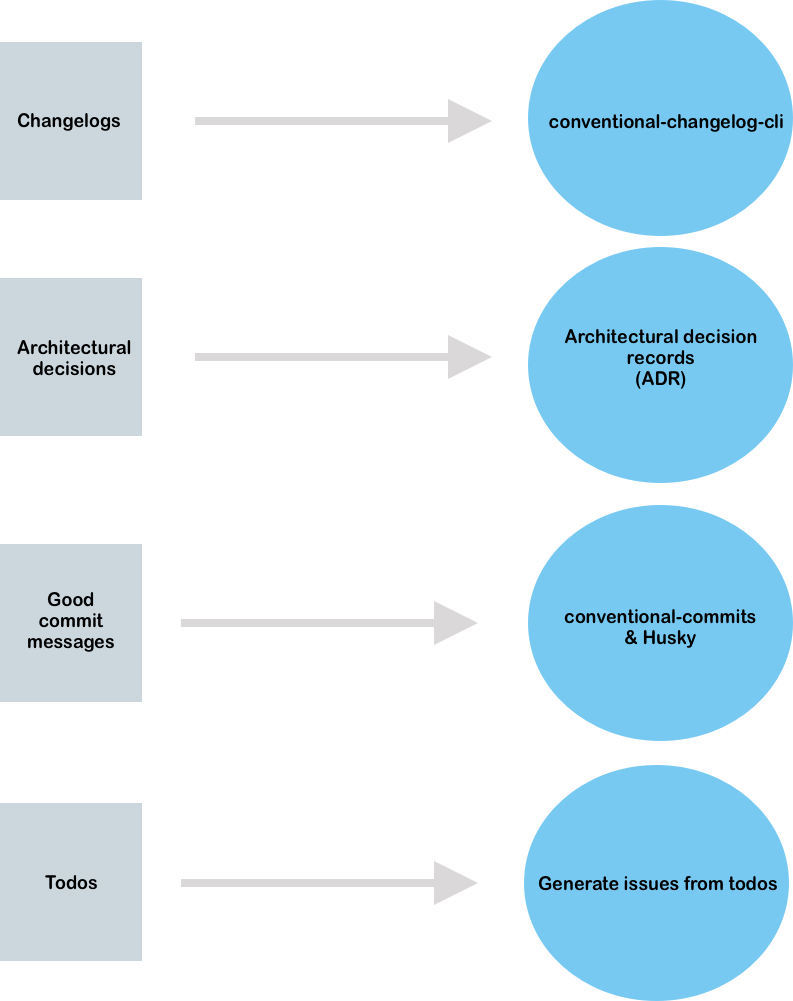 Changelogs
conventional-changelog-cli
Architectural
decisions
Architectural decision
records
(ADR)
Good
commit
messages
conventional-commits
& Husky
Todos
Generate issues from todos